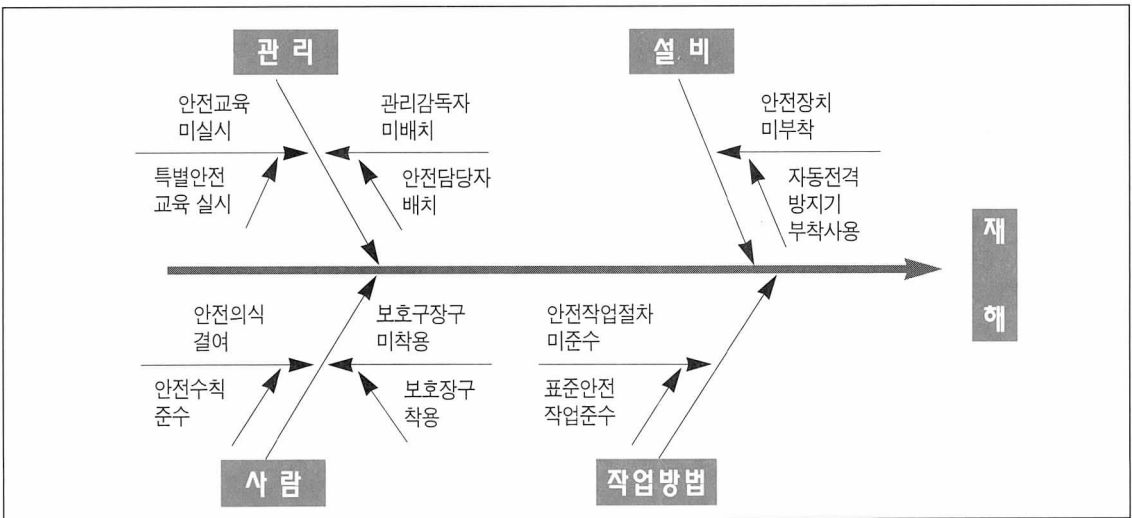 관 리
설 비
안전교육
미실시
관리감독자
미배치
안전장치
미부착
특별안전
교육 실시
안전담당자
배치
자동전격
방지기
부착사용
재
해
안전의식
결여
보호구장구
미착용
안전작업절차
미준수
안전수칙
준수
보호장구
착용
표준안전
작업준수
사 람
작업방법